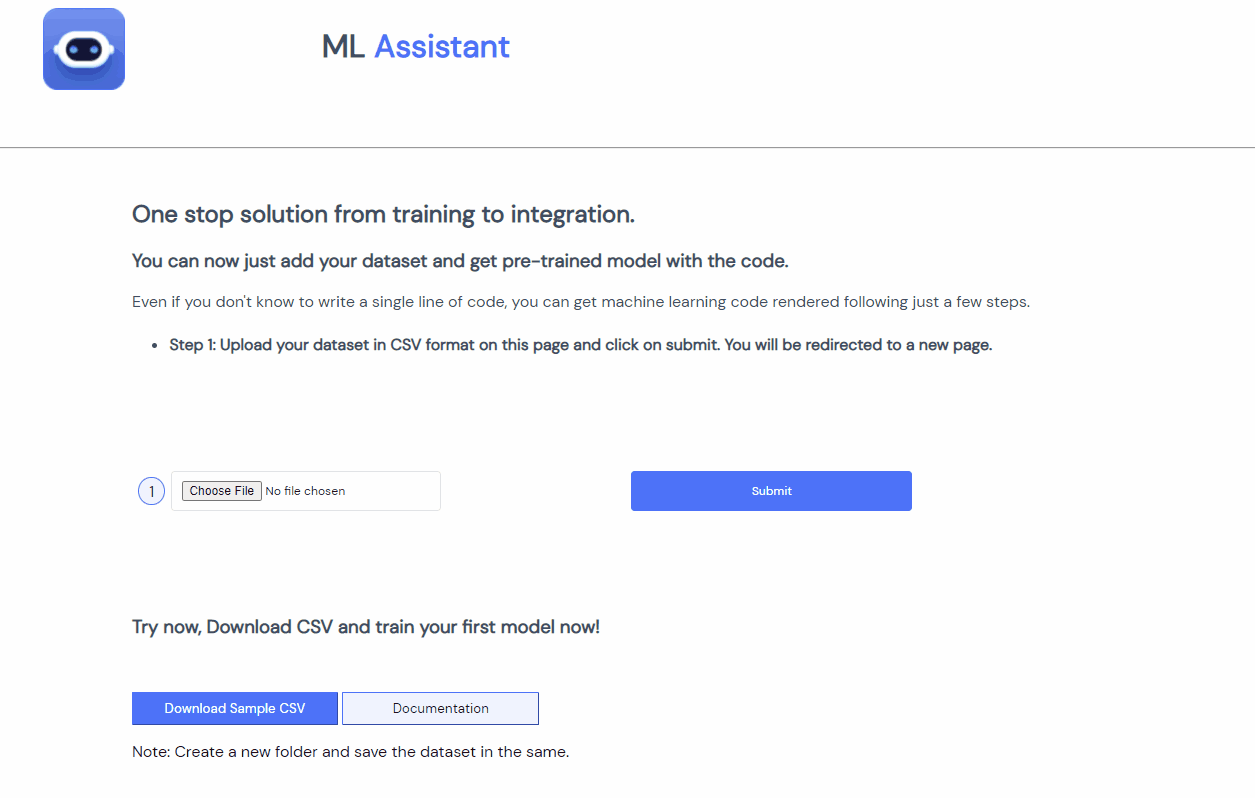 ML Assistant
One stop solution from training to integration.
You can now just add your dataset and get pre-trained model with the code.
Even if you don't know to write a single line of code, you can get machine learning code rendered following just a few steps.
• Step 1: Upload your dataset in CSV format on this page and click on submit. You will be redirected to a new page.
1 Choose File No file chosen Submit
Try now, Download CSV and train your first model now!
Download Sample CSV Documentation
Note: Create a new folder and save the dataset in the same.